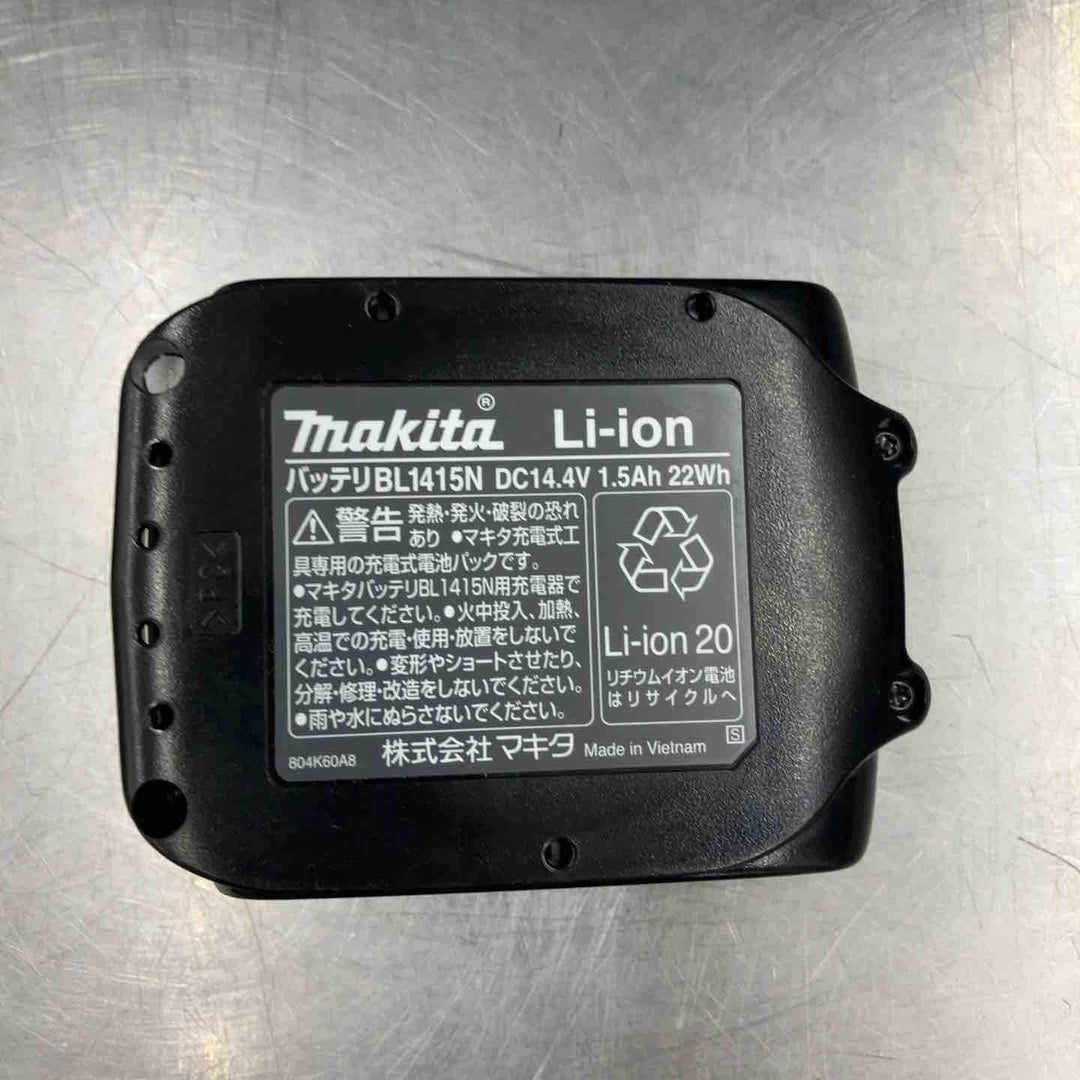 makita® Li-ion
バッテリBL1415N DC14.4V 1.5Ah 22Wh
警告 発熱・発火・破裂の恐れ
あり ●マキタ充電式工
具専用の充電式電池パックです。
●マキタバッテリBL1415N用充電器で
充電してください。●火中投入、加熱、
高温での充電・使用・放置をしないで
ください。●変形やショートさせたり、
分解・修理・改造をしないでください。
●雨や水にぬらさないでください。
Li-ion 20
リチウムイオン電池
はリサイクルへ
804K60A8 株式会社マキタ Made in Vietnam S